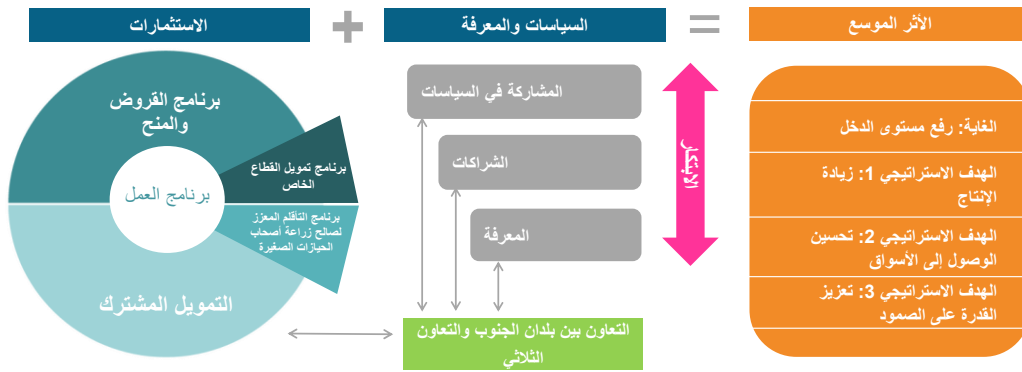 الاستثمارات
+
السياسات والمعرفة
=
الأثر الموسع
برنامج القروض
والمنح
برنامج تمويل القطاع
الخاص
برنامج العمل
برنامج التأقلم المعزز
لصالح زراعة أصحاب
الحيازات الصغيرة
التمويل المشترك
المشاركة في السياسات
الشراكات
المعرفة
التعاون بين بلدان الجنوب والتعاون
الثلاثي
الابتكار
الغاية: رفع مستوى الدخل
الهدف الاستراتيجي 1: زيادة
الإنتاج
الهدف الاستراتيجي 2: تحسين
الوصول إلى الأسواق
الهدف الاستراتيجي 3: تعزيز
القدرة على الصمود